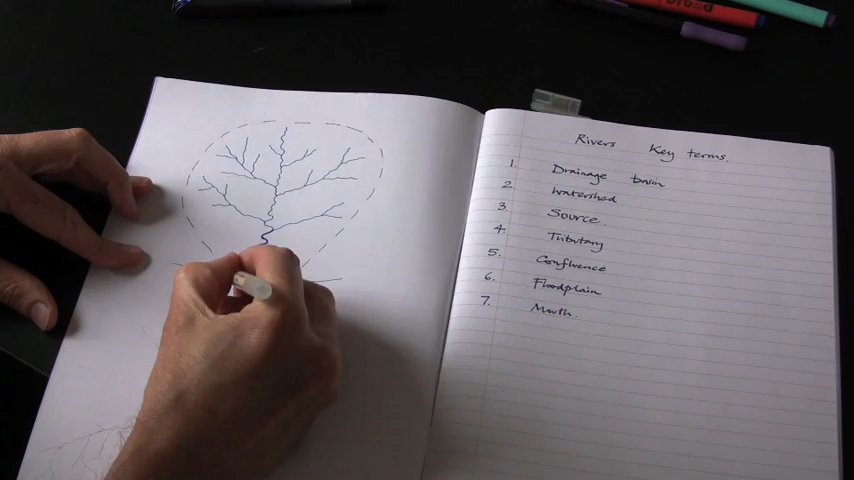 Rivers Key terms.
1. Drainage basin
2 Watershed
3. Source.
4. Tributary
5. Confluence
6. Floodplain
7. Mouth.